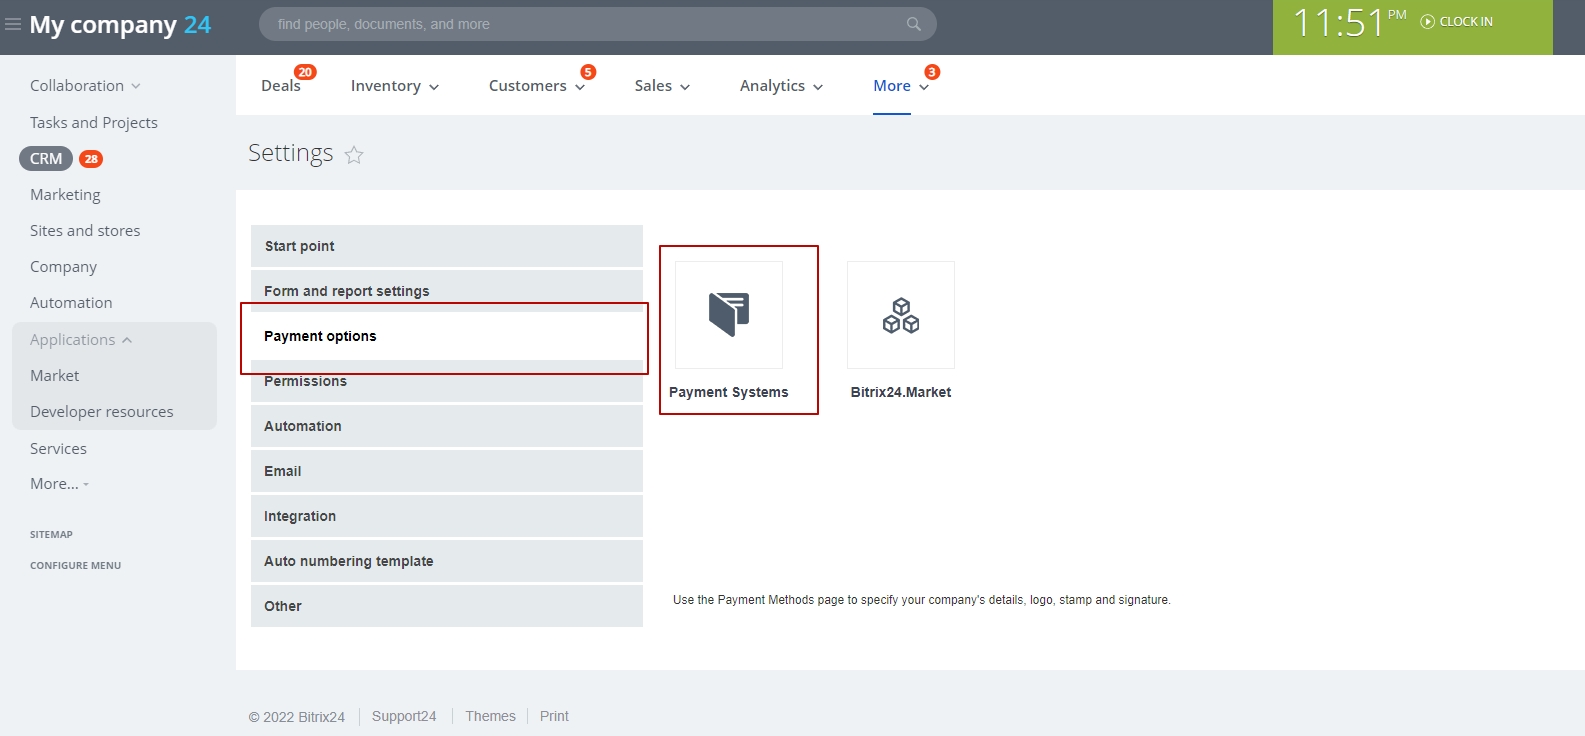 My company 24
find people, documents, and more
11:51 PM
CLOCK IN
Collaboration
Tasks and Projects
CRM 28
Marketing
Sites and stores
Company
Automation
Applications
Market
Developer resources
Services
More...
SITEMAP
CONFIGURE MENU
Deals 20
Inventory
Customers 5
Sales
Analytics
More 3
Settings
Start point
Form and report settings
Payment options
Permissions
Automation
Email
Integration
Auto numbering template
Other
Payment Systems
Bitrix24.Market
Use the Payment Methods page to specify your company's details, logo, stamp and signature.
© 2022 Bitrix24
Support24
Themes
Print